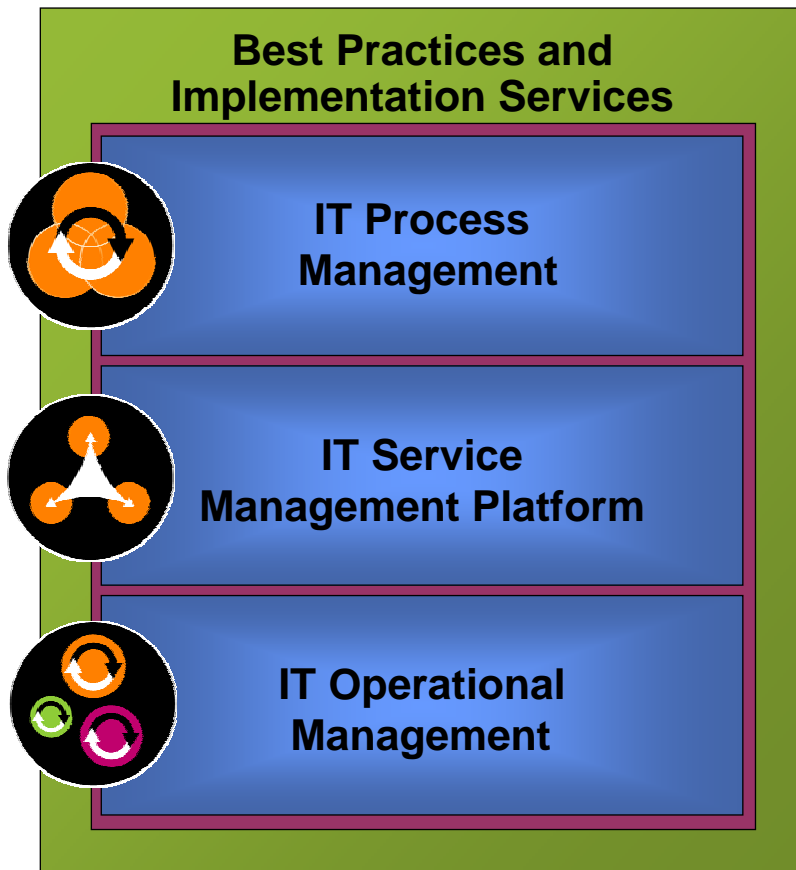 Best Practices and
Implementation Services
IT Process
Management
IT Service
Management Platform
IT Operational
Management